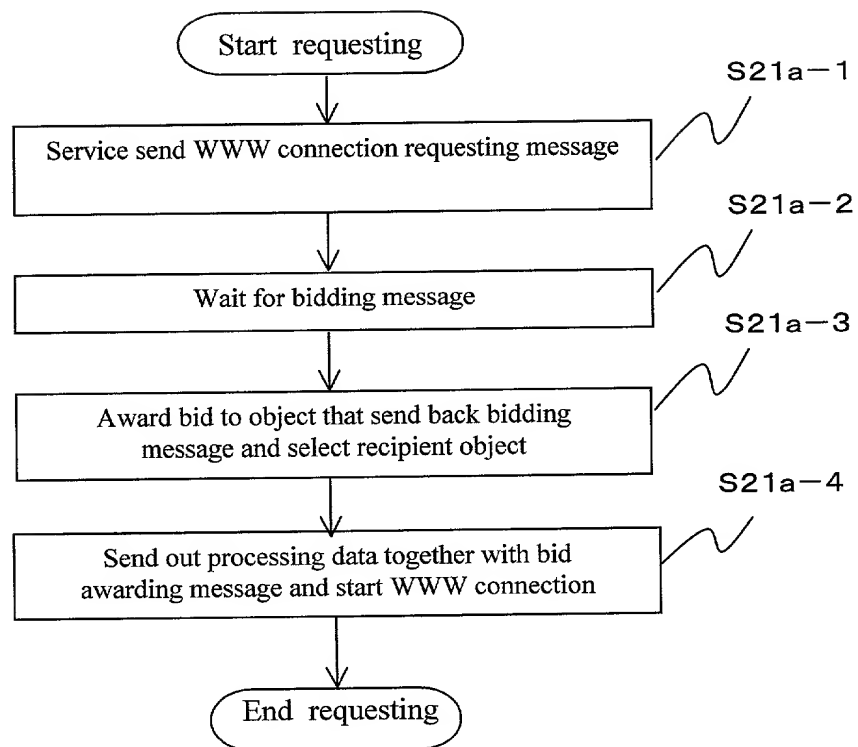 Start requesting
S21a-1
Service send WWW connection requesting message
S21a-2
Wait for bidding message
S21a-3
Award bid to object that send back bidding
message and select recipient object
S21a-4
Send out processing data together with bid
awarding message and start WWW connection
End requesting